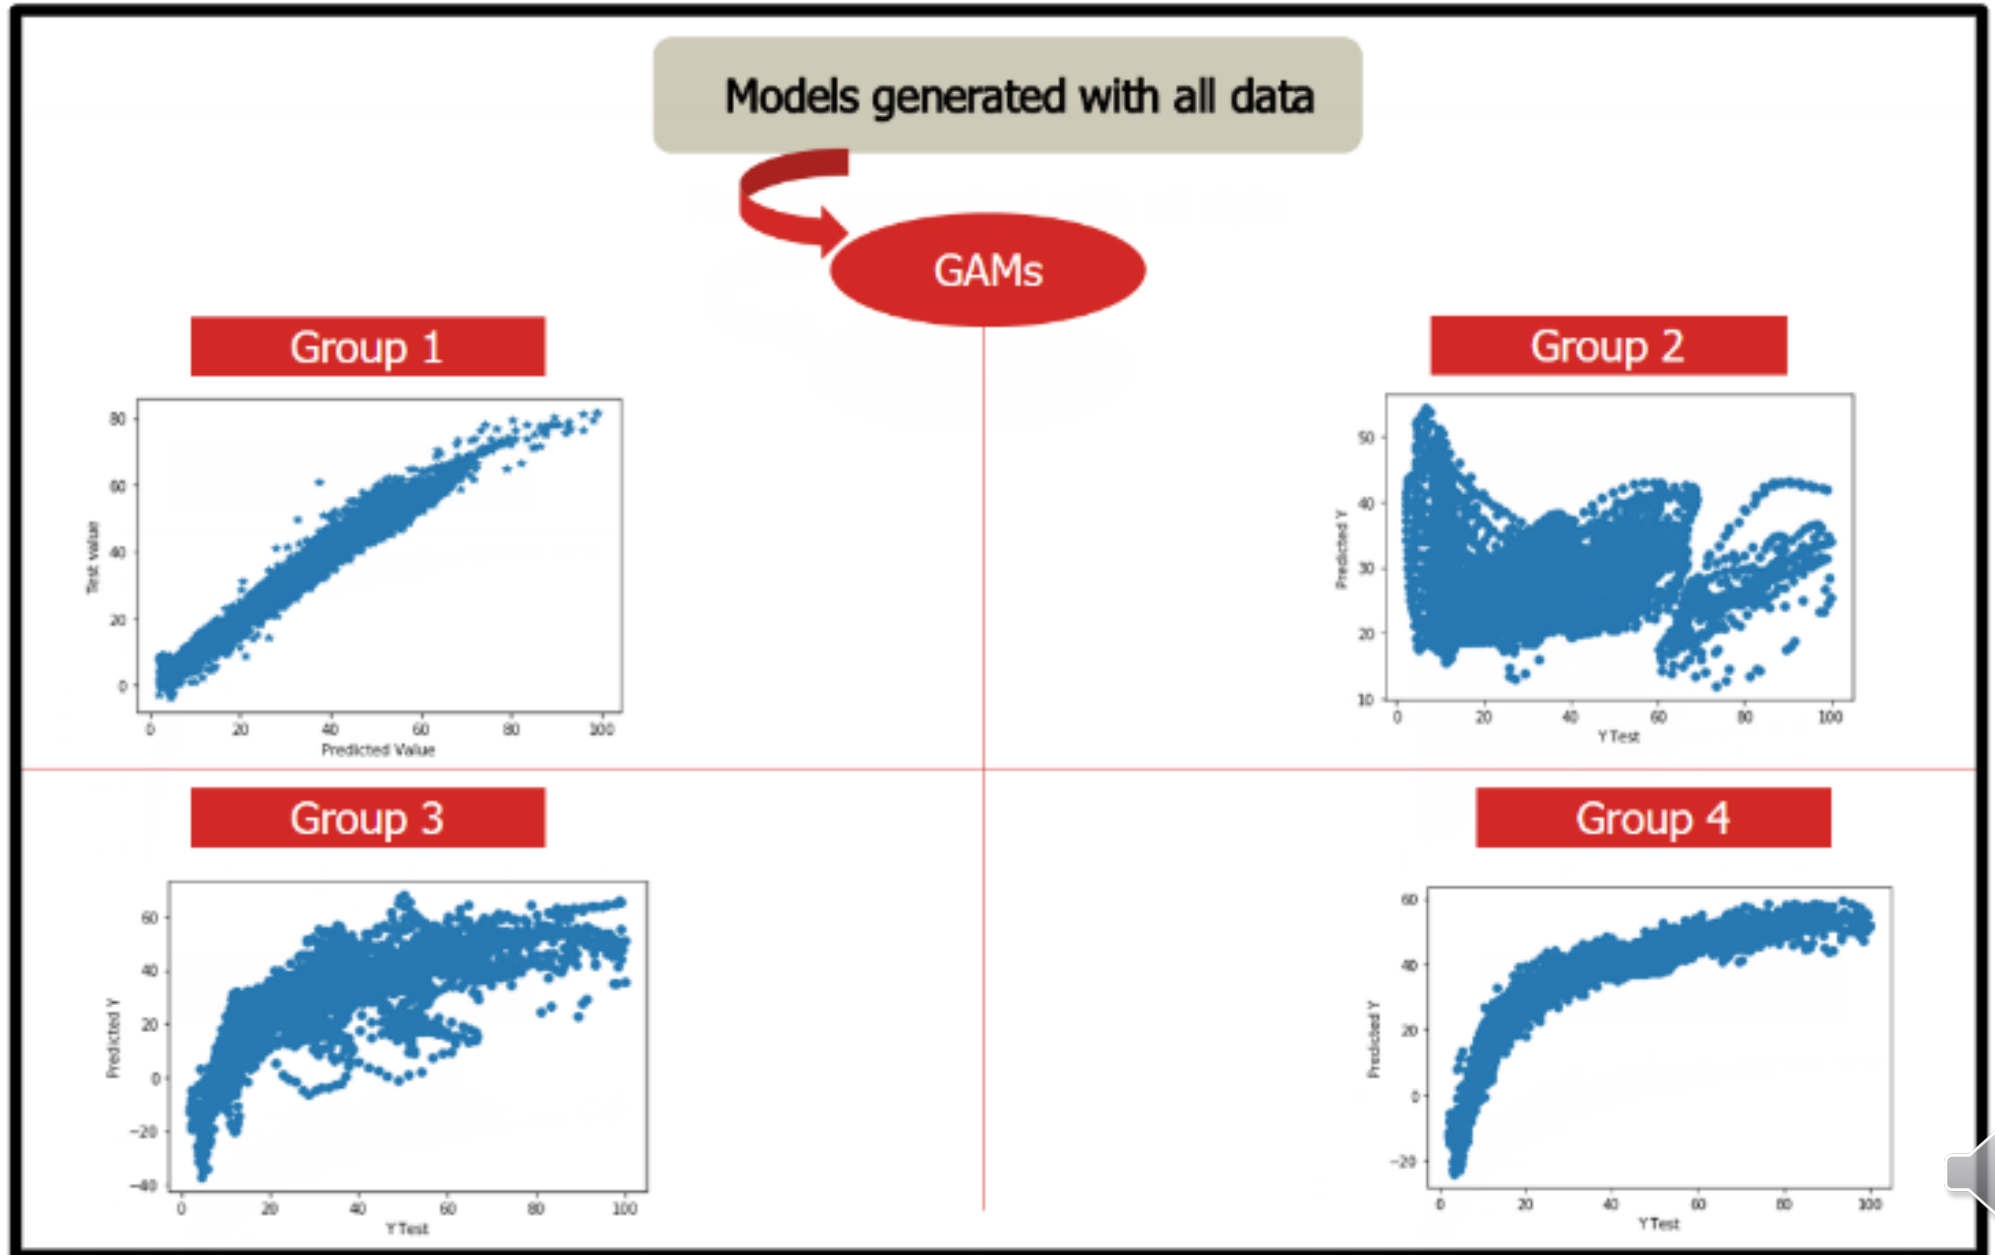 Models generated with all data
GAMs
Group 1
80
60
40
20
0
Test value
0 20 40 60 80 100
Predicted Value
Group 2
50
40
30
20
10
Predicted Y
0 20 40 60 80 100
Y Test
Group 3
60
40
20
0
−20
−40
Predicted Y
0 20 40 60 80 100
Y Test
Group 4
60
40
20
0
−20
Predicted Y
0 20 40 60 80 100
Y Test